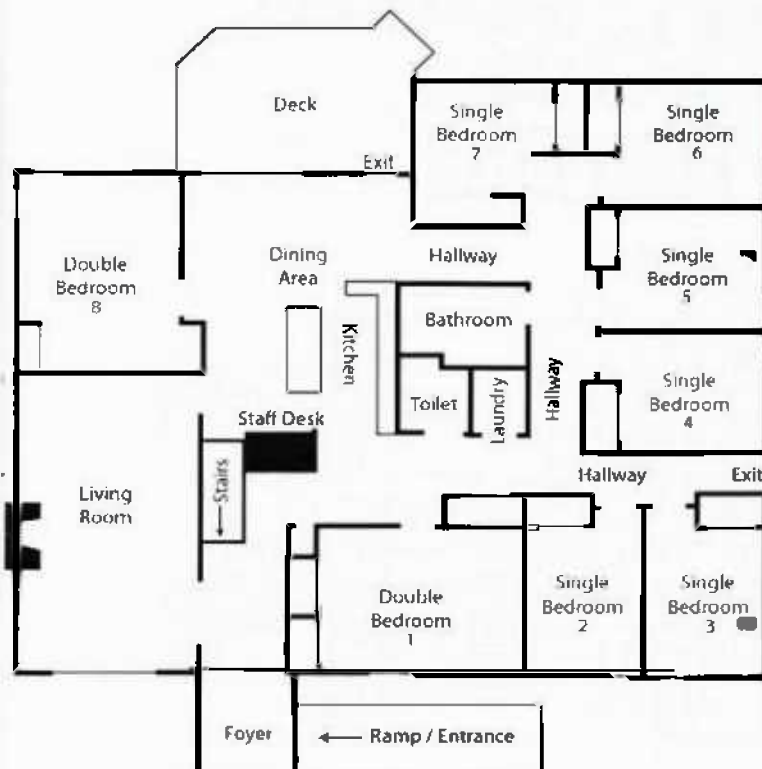 Deck
Single
Bedroom
7
Single
Bedroom
6
Exit
Double
Bedroom
8
Dining
Area
Hallway
Single
Bedroom
5
Kitchen
Bathroom
Toilet
Laundry
Hallway
Single
Bedroom
4
Staff Desk
Stairs
Living
Room
Hallway
Exit
Double
Bedroom
1
Single
Bedroom
2
Single
Bedroom
3
Foyer
Ramp / Entrance